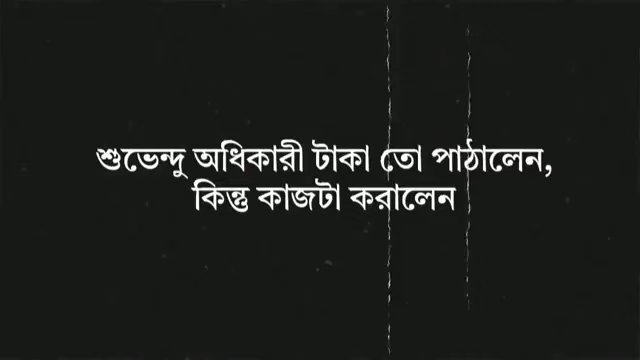 শুভেন্দু অধিকারী টাকা তো পাঠালেন,
কিন্তু কাজটা করালেন